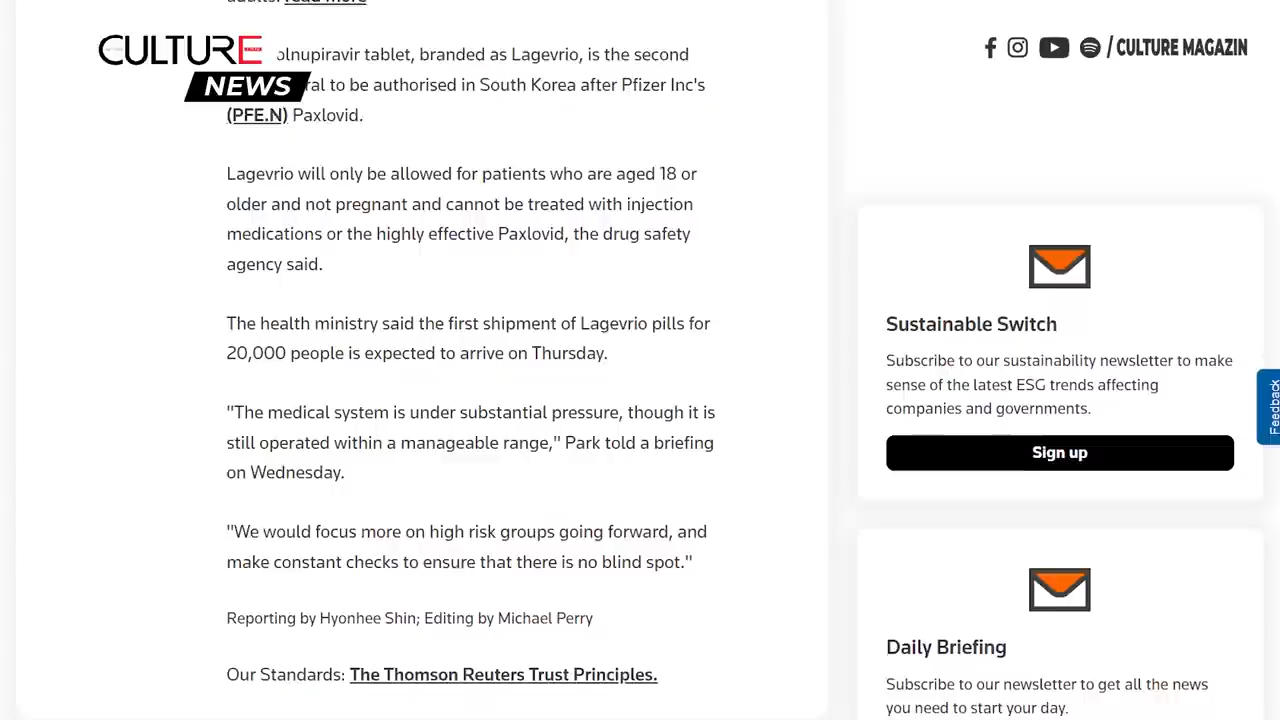 CULTURE
NEWS
/ CULTURE MAGAZIN
tablet, branded as Lagevrio, is the second
to be authorised in South Korea after Pfizer Inc's
(PFE.N) Paxlovid.
Lagevrio will only be allowed for patients who are aged 18 or
older and not pregnant and cannot be treated with injection
medications or the highly effective Paxlovid, the drug safety
agency said.
The health ministry said the first shipment of Lagevrio pills for
20,000 people is expected to arrive on Thursday.
"The medical system is under substantial pressure, though it is
still operated within a manageable range," Park told a briefing
on Wednesday.
"We would focus more on high risk groups going forward, and
make constant checks to ensure that there is no blind spot."
Reporting by Hyonhee Shin; Editing by Michael Perry
Our Standards: The Thomson Reuters Trust Principles.
Sustainable Switch
Subscribe to our sustainability newsletter to make
sense of the latest ESG trends affecting
companies and governments.
Sign up
Feedback
Daily Briefing
Subscribe to our newsletter to get all the news
you need to start your day.